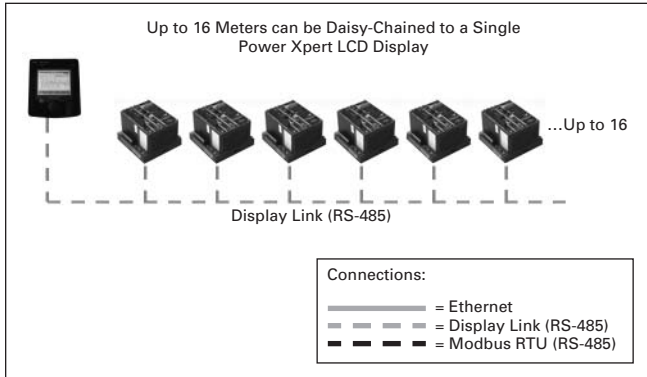 Up to 16 Meters can be Daisy-Chained to a Single
Power Xpert LCD Display
...Up to 16
Display Link (RS-485)
Connections:
= Ethernet
= Display Link (RS-485)
= Modbus RTU (RS-485)